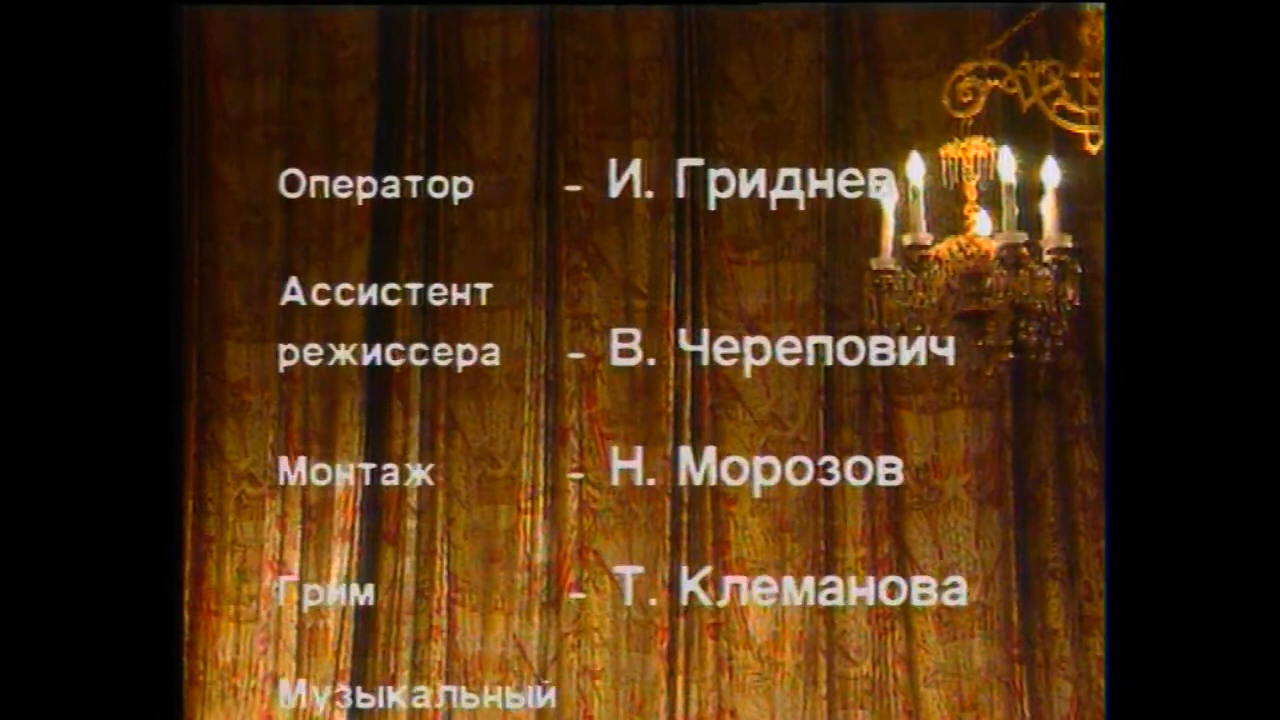 Оператор - И. Гриднев
Ассистент
режиссера - В. Черепович
Монтаж - Н. Морозов
Грим - Т. Клеманова
Музыкальный